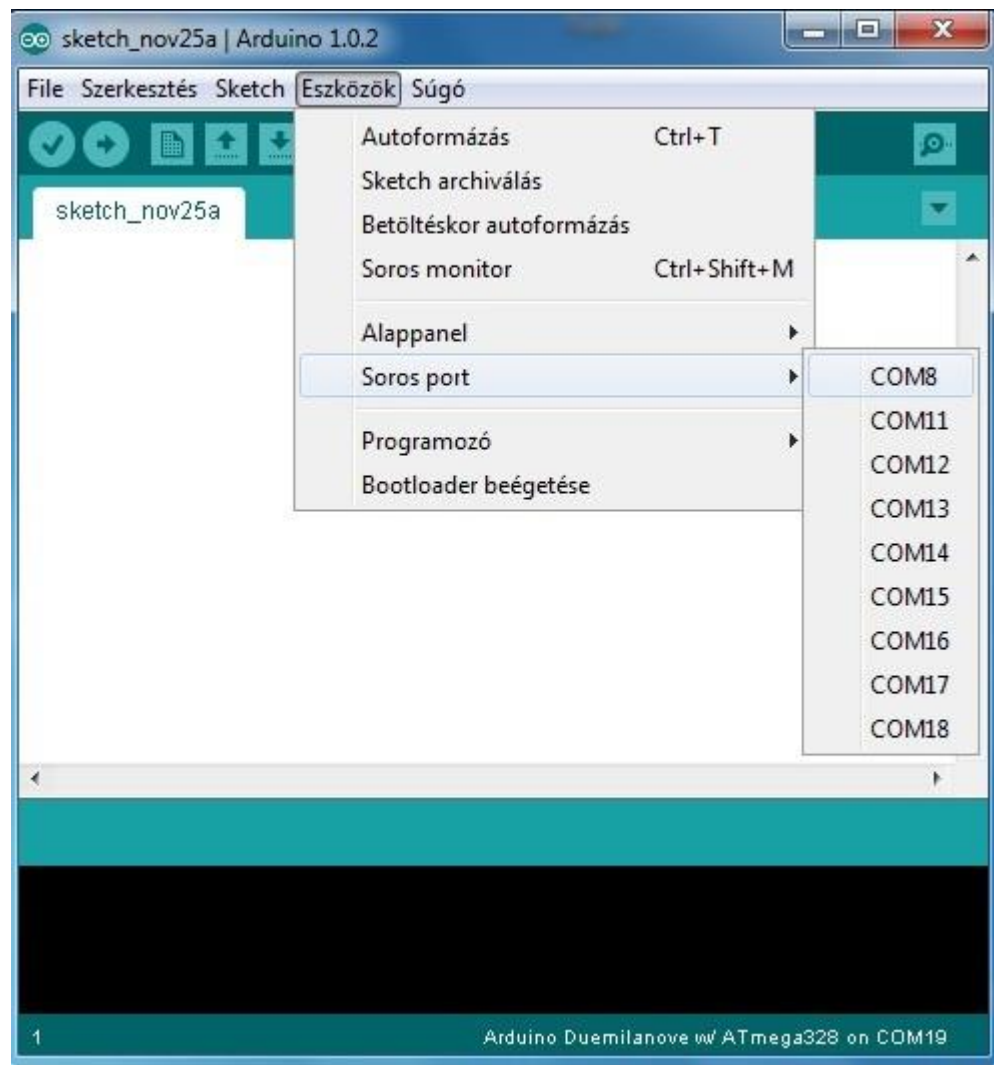 sketch_nov25a | Arduino 1.0.2
File Szerkesztés Sketch Eszközök Súgó
Autoformázás Ctrl+T
Sketch archiválás
sketch_nov25a
Betöltéskor autoformázás
Soros monitor Ctrl+Shift+M
Alappanel
Soros port
COM8
COM11
COM12
COM13
COM14
COM15
COM16
COM17
COM18
Programozó
Bootloader beégetése
1 Arduino Duemilanove w/ ATmega328 on COM19